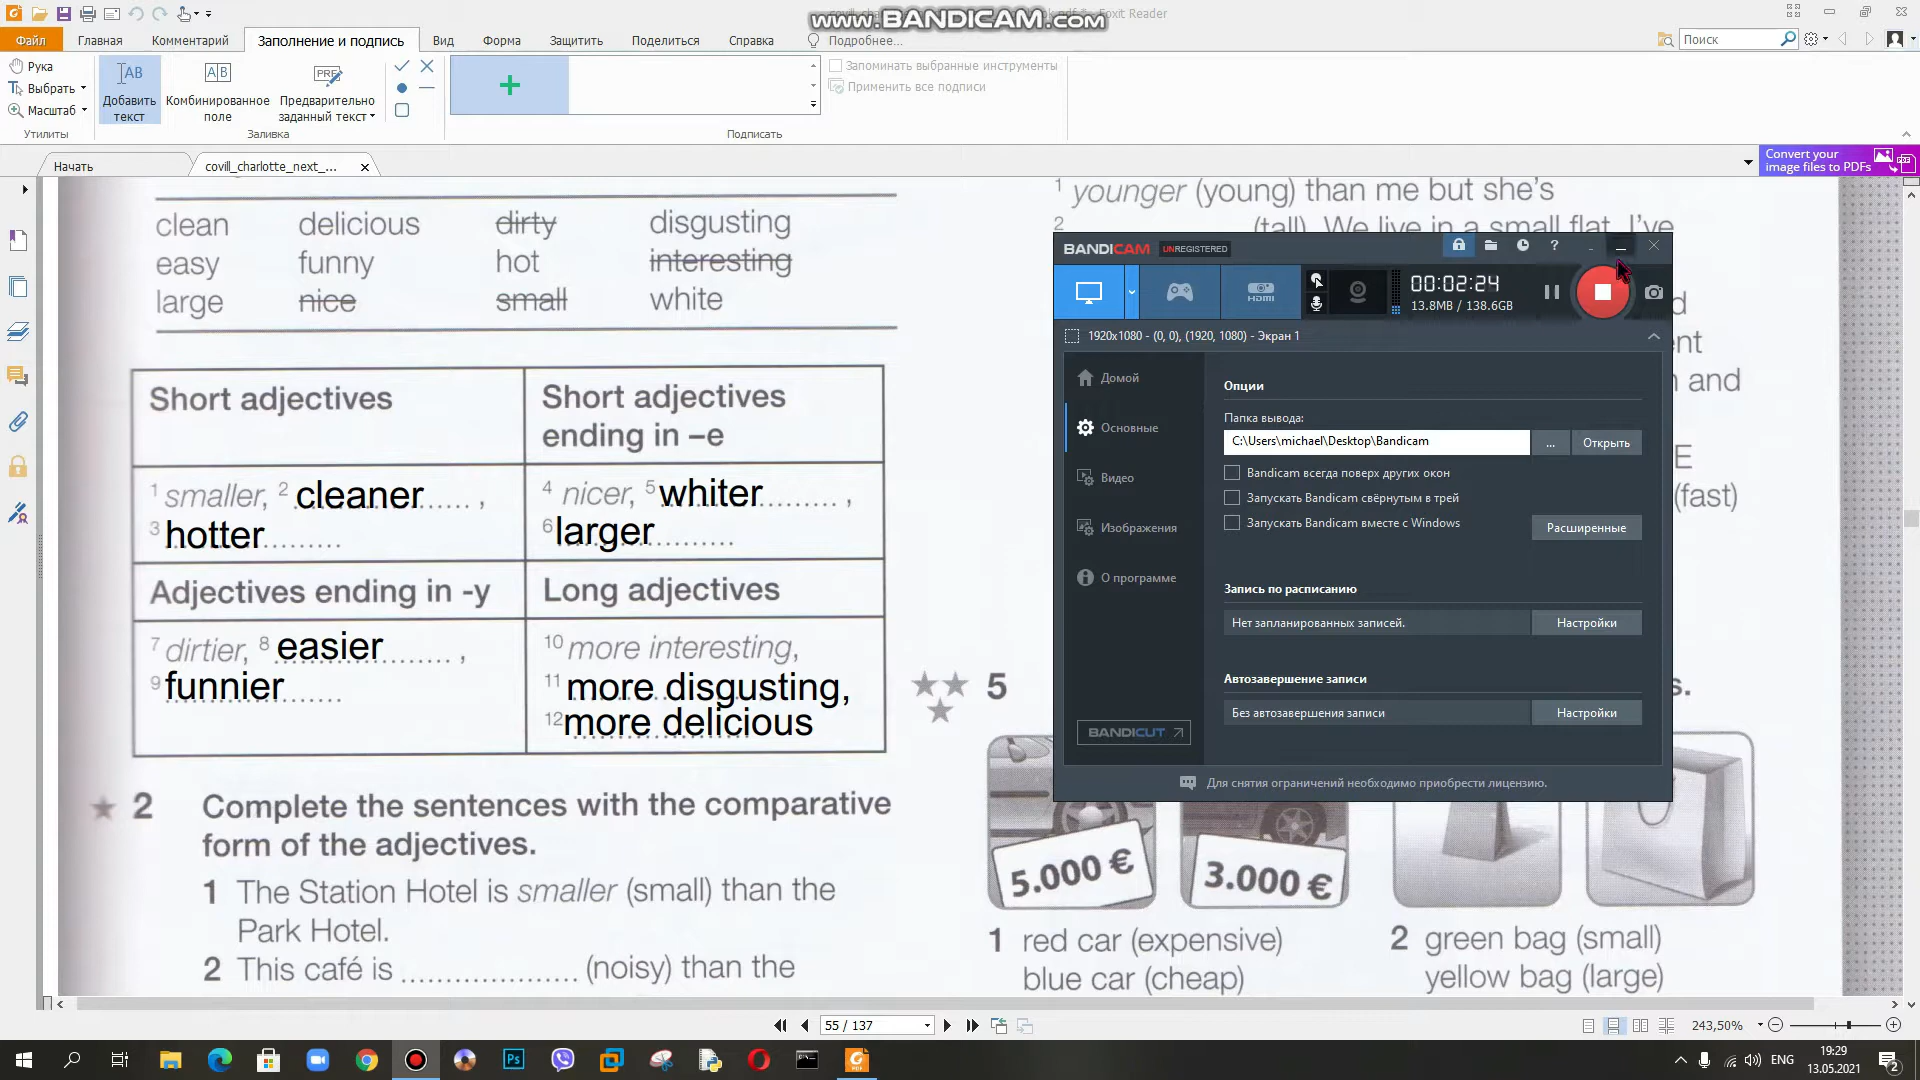 www.BANDICAM.com
Foxit Reader
Файл
Главная
Комментарий
Заполнение и подпись
Вид
Форма
Защитить
Поделиться
Справка
Подробнее...
Поиск
Рука
Выбрать
Масштаб
Утилиты
Добавить текст
Комбинированное поле
Предварительно заданный текст
Заливка
Запоминать выбранные инструменты
Применить все подписи
Подписать
Начать
covill_charlotte_next_...
Convert your
image files to PDFs
clean delicious dirty disgusting
easy funny hot interesting
large nice small white
Short adjectives
Short adjectives
ending in –e
1 smaller, 2 cleaner ,
3 hotter
4 nicer, 5 whiter ,
6 larger
Adjectives ending in -y
Long adjectives
7 dirtier, 8 easier ,
9 funnier
10 more interesting,
11 more disgusting,
12 more delicious
2 Complete the sentences with the comparative
form of the adjectives.
1 The Station Hotel is smaller (small) than the
Park Hotel.
2 This café is .................... (noisy) than the
1 younger (young) than me but she's
2 (tall). We live in a small flat. I've
and
(fast)
5
5.000 €
3.000 €
1 red car (expensive)
blue car (cheap)
2 green bag (small)
yellow bag (large)
BANDICAM UNREGISTERED
HDMI
00:02:24
13.8MB / 138.6GB
1920x1080 - (0, 0), (1920, 1080) - Экран 1
Домой
Основные
Видео
Изображения
О программе
BANDICUT
Опции
Папка вывода:
C:\Users\michael\Desktop\Bandicam
...
Открыть
Bandicam всегда поверх других окон
Запускать Bandicam свёрнутым в трей
Запускать Bandicam вместе с Windows
Расширенные
Запись по расписанию
Нет запланированных записей.
Настройки
Автозавершение записи
Без автозавершения записи
Настройки
Для снятия ограничений необходимо приобрести лицензию.
55 / 137
243,50%
ENG
19:29
13.05.2021
2